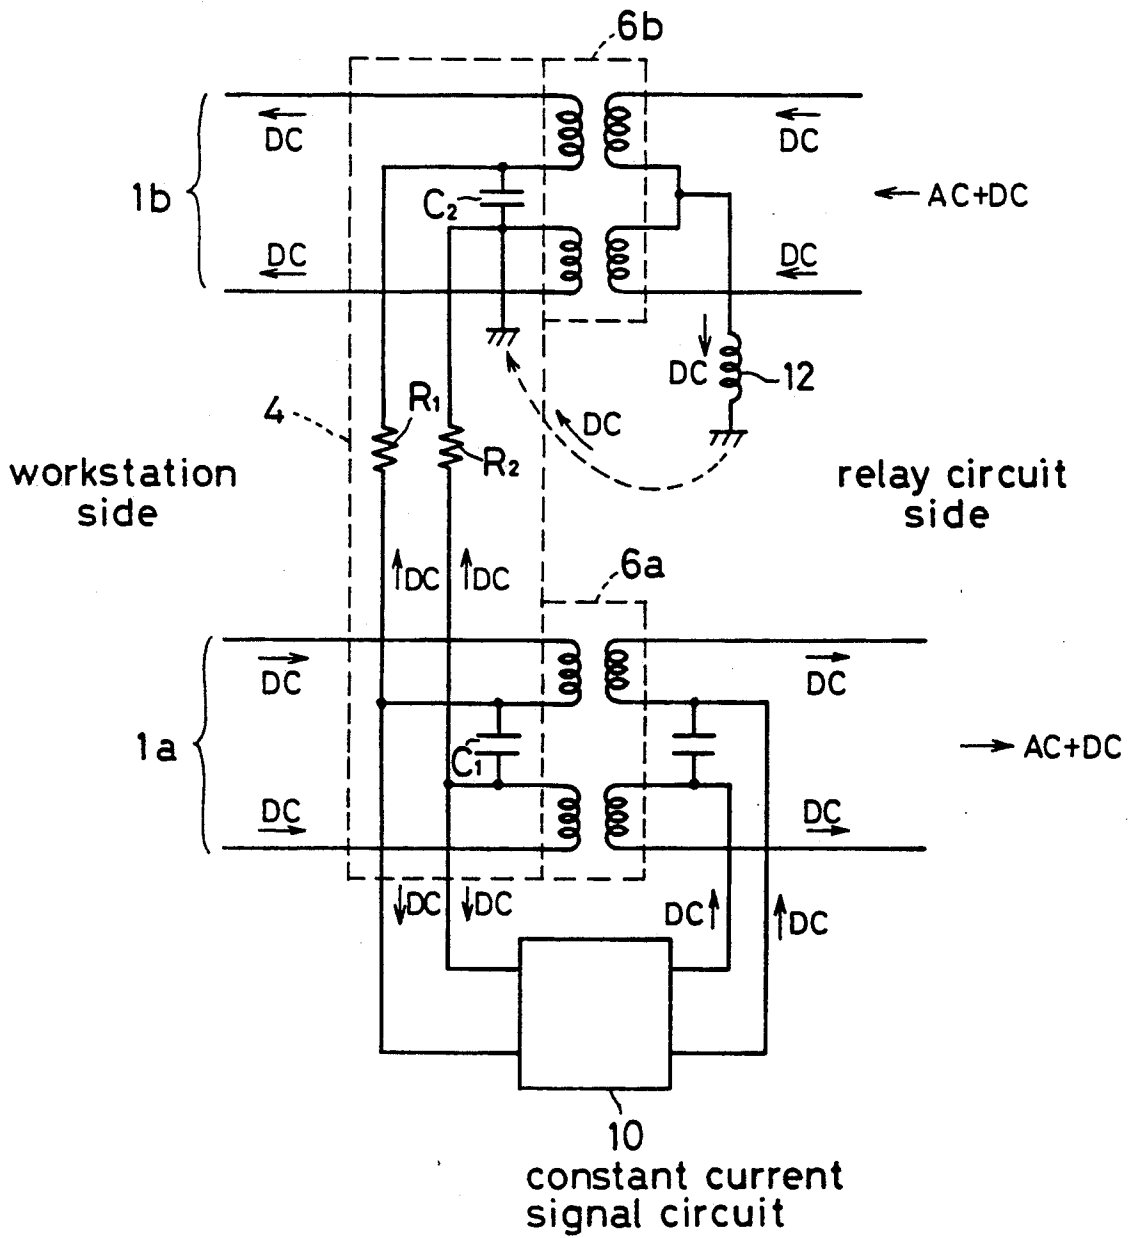 6b
DC
DC
1b
C2
AC+DC
DC
DC
DC
12
4
R1
DC
R2
workstation
side
relay circuit
side
DC
DC
6a
DC
DC
1a
C1
AC+DC
DC
DC
DC
DC
DC
DC
10
constant current
signal circuit